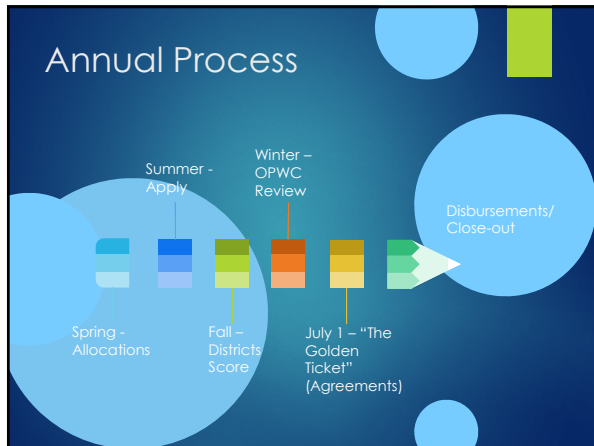 Annual Process
Summer -
Apply
Winter –
OPWC
Review
Disbursements/
Close-out
Spring -
Allocations
Fall –
Districts
Score
July 1 – “The
Golden
Ticket”
(Agreements)